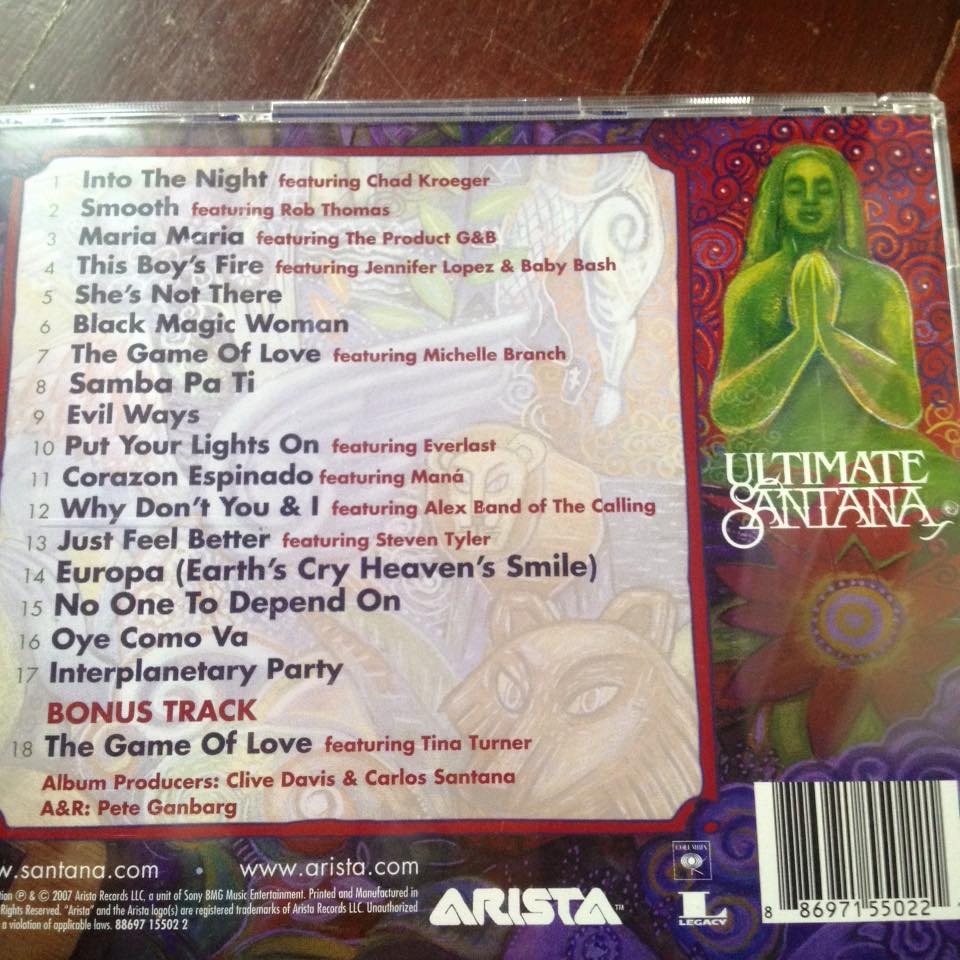 1 Into The Night featuring Chad Kroeger
2 Smooth featuring Rob Thomas
3 Maria Maria featuring The Product G&B
4 This Boy's Fire featuring Jennifer Lopez & Baby Bash
5 She's Not There
6 Black Magic Woman
7 The Game Of Love featuring Michelle Branch
8 Samba Pa Ti
9 Evil Ways
10 Put Your Lights On featuring Everlast
11 Corazon Espinado featuring Maná
12 Why Don't You & I featuring Alex Band of The Calling
13 Just Feel Better featuring Steven Tyler
14 Europa (Earth's Cry Heaven's Smile)
15 No One To Depend On
16 Oye Como Va
17 Interplanetary Party
BONUS TRACK
18 The Game Of Love featuring Tina Turner
Album Producers: Clive Davis & Carlos Santana
A&R: Pete Ganbarg
ULTIMATE
SANTANA
w.santana.com • www.arista.com
tion ℗ & © 2007 Arista Records LLC, a unit of Sony BMG Music Entertainment. Printed and Manufactured in
Rights Reserved. "Arista" and the Arista logo(s) are registered trademarks of Arista Records LLC. Unauthorized
a violation of applicable laws. 88697 15502 2
ARISTA™
COLUMBIA
L
LEGACY
8 86971 55022